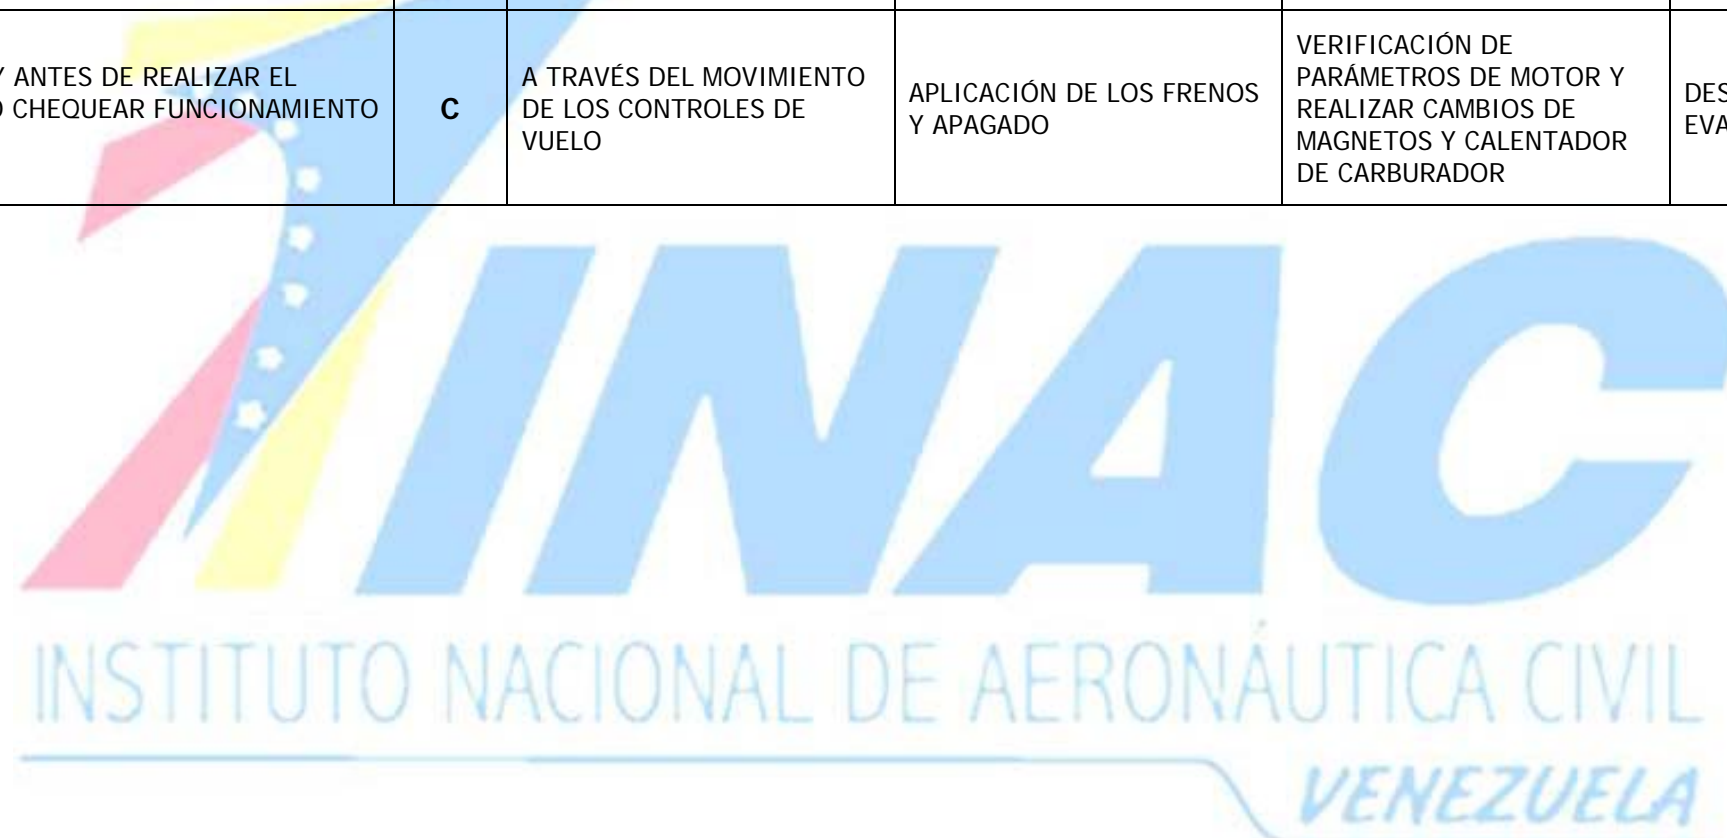 Y ANTES DE REALIZAR EL
CHEQUEAR FUNCIONAMIENTO
C
A TRAVÉS DEL MOVIMIENTO
DE LOS CONTROLES DE
VUELO
APLICACIÓN DE LOS FRENOS
Y APAGADO
VERIFICACIÓN DE
PARÁMETROS DE MOTOR Y
REALIZAR CAMBIOS DE
MAGNETOS Y CALENTADOR
DE CARBURADOR
INAC
INSTITUTO NACIONAL DE AERONÁUTICA CIVIL
VENEZUELA